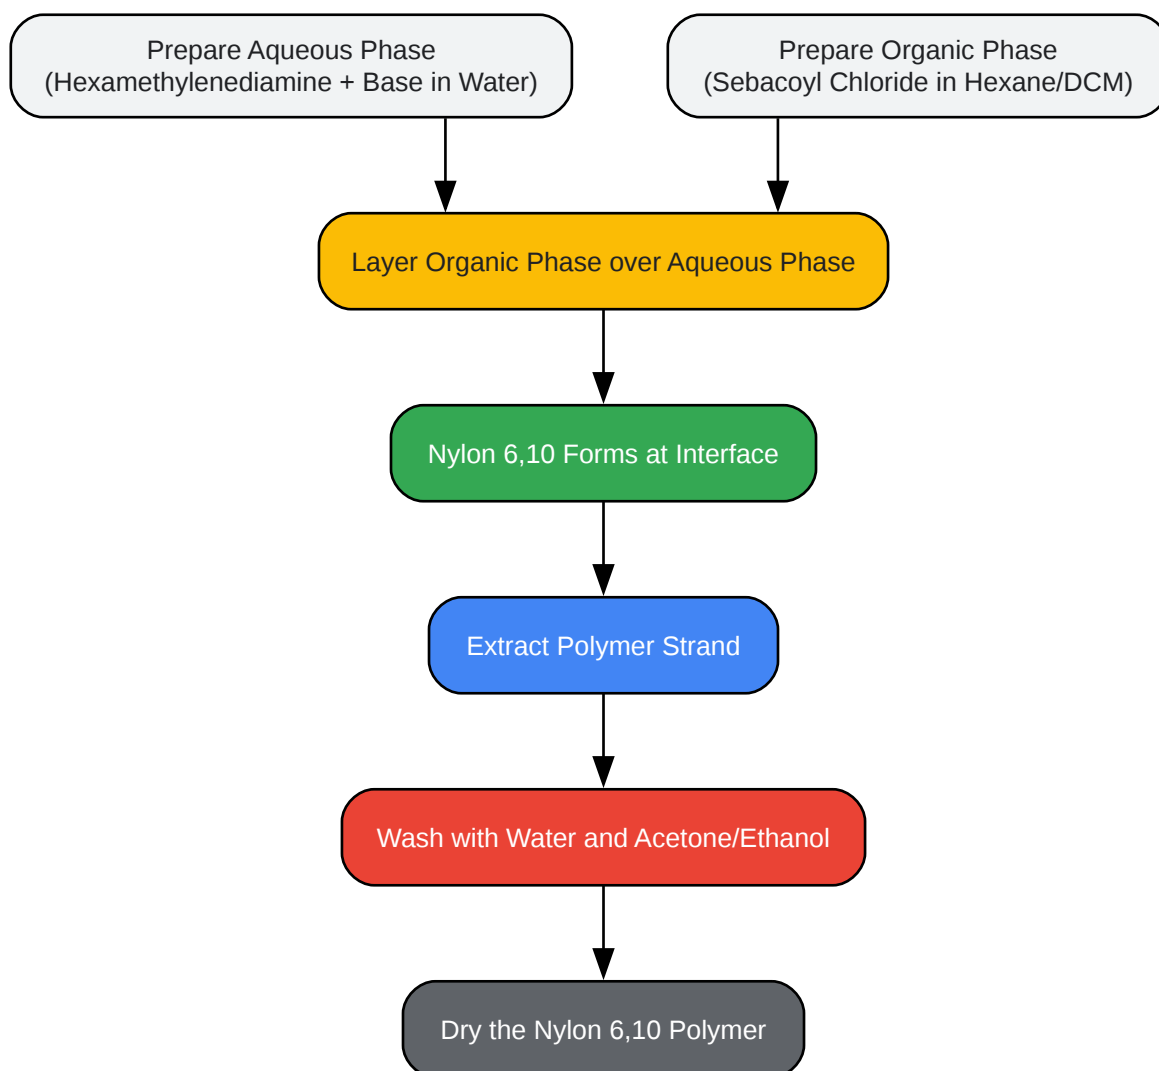 Prepare Aqueous Phase
(Hexamethylenediamine + Base in Water)
Prepare Organic Phase
(Sebacoyl Chloride in Hexane/DCM)
Layer Organic Phase over Aqueous Phase
Nylon 6,10 Forms at Interface
Extract Polymer Strand
Wash with Water and Acetone/Ethanol
Dry the Nylon 6,10 Polymer